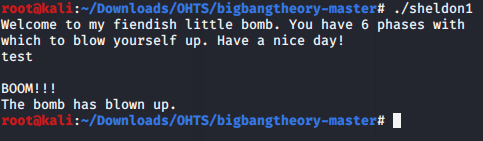 root@kali:~/Downloads/OHTS/bigbangtheory-master# ./sheldon1
Welcome to my fiendish little bomb. You have 6 phases with
which to blow yourself up. Have a nice day!
test
BOOM!!!
The bomb has blown up.
root@kali:~/Downloads/OHTS/bigbangtheory-master#